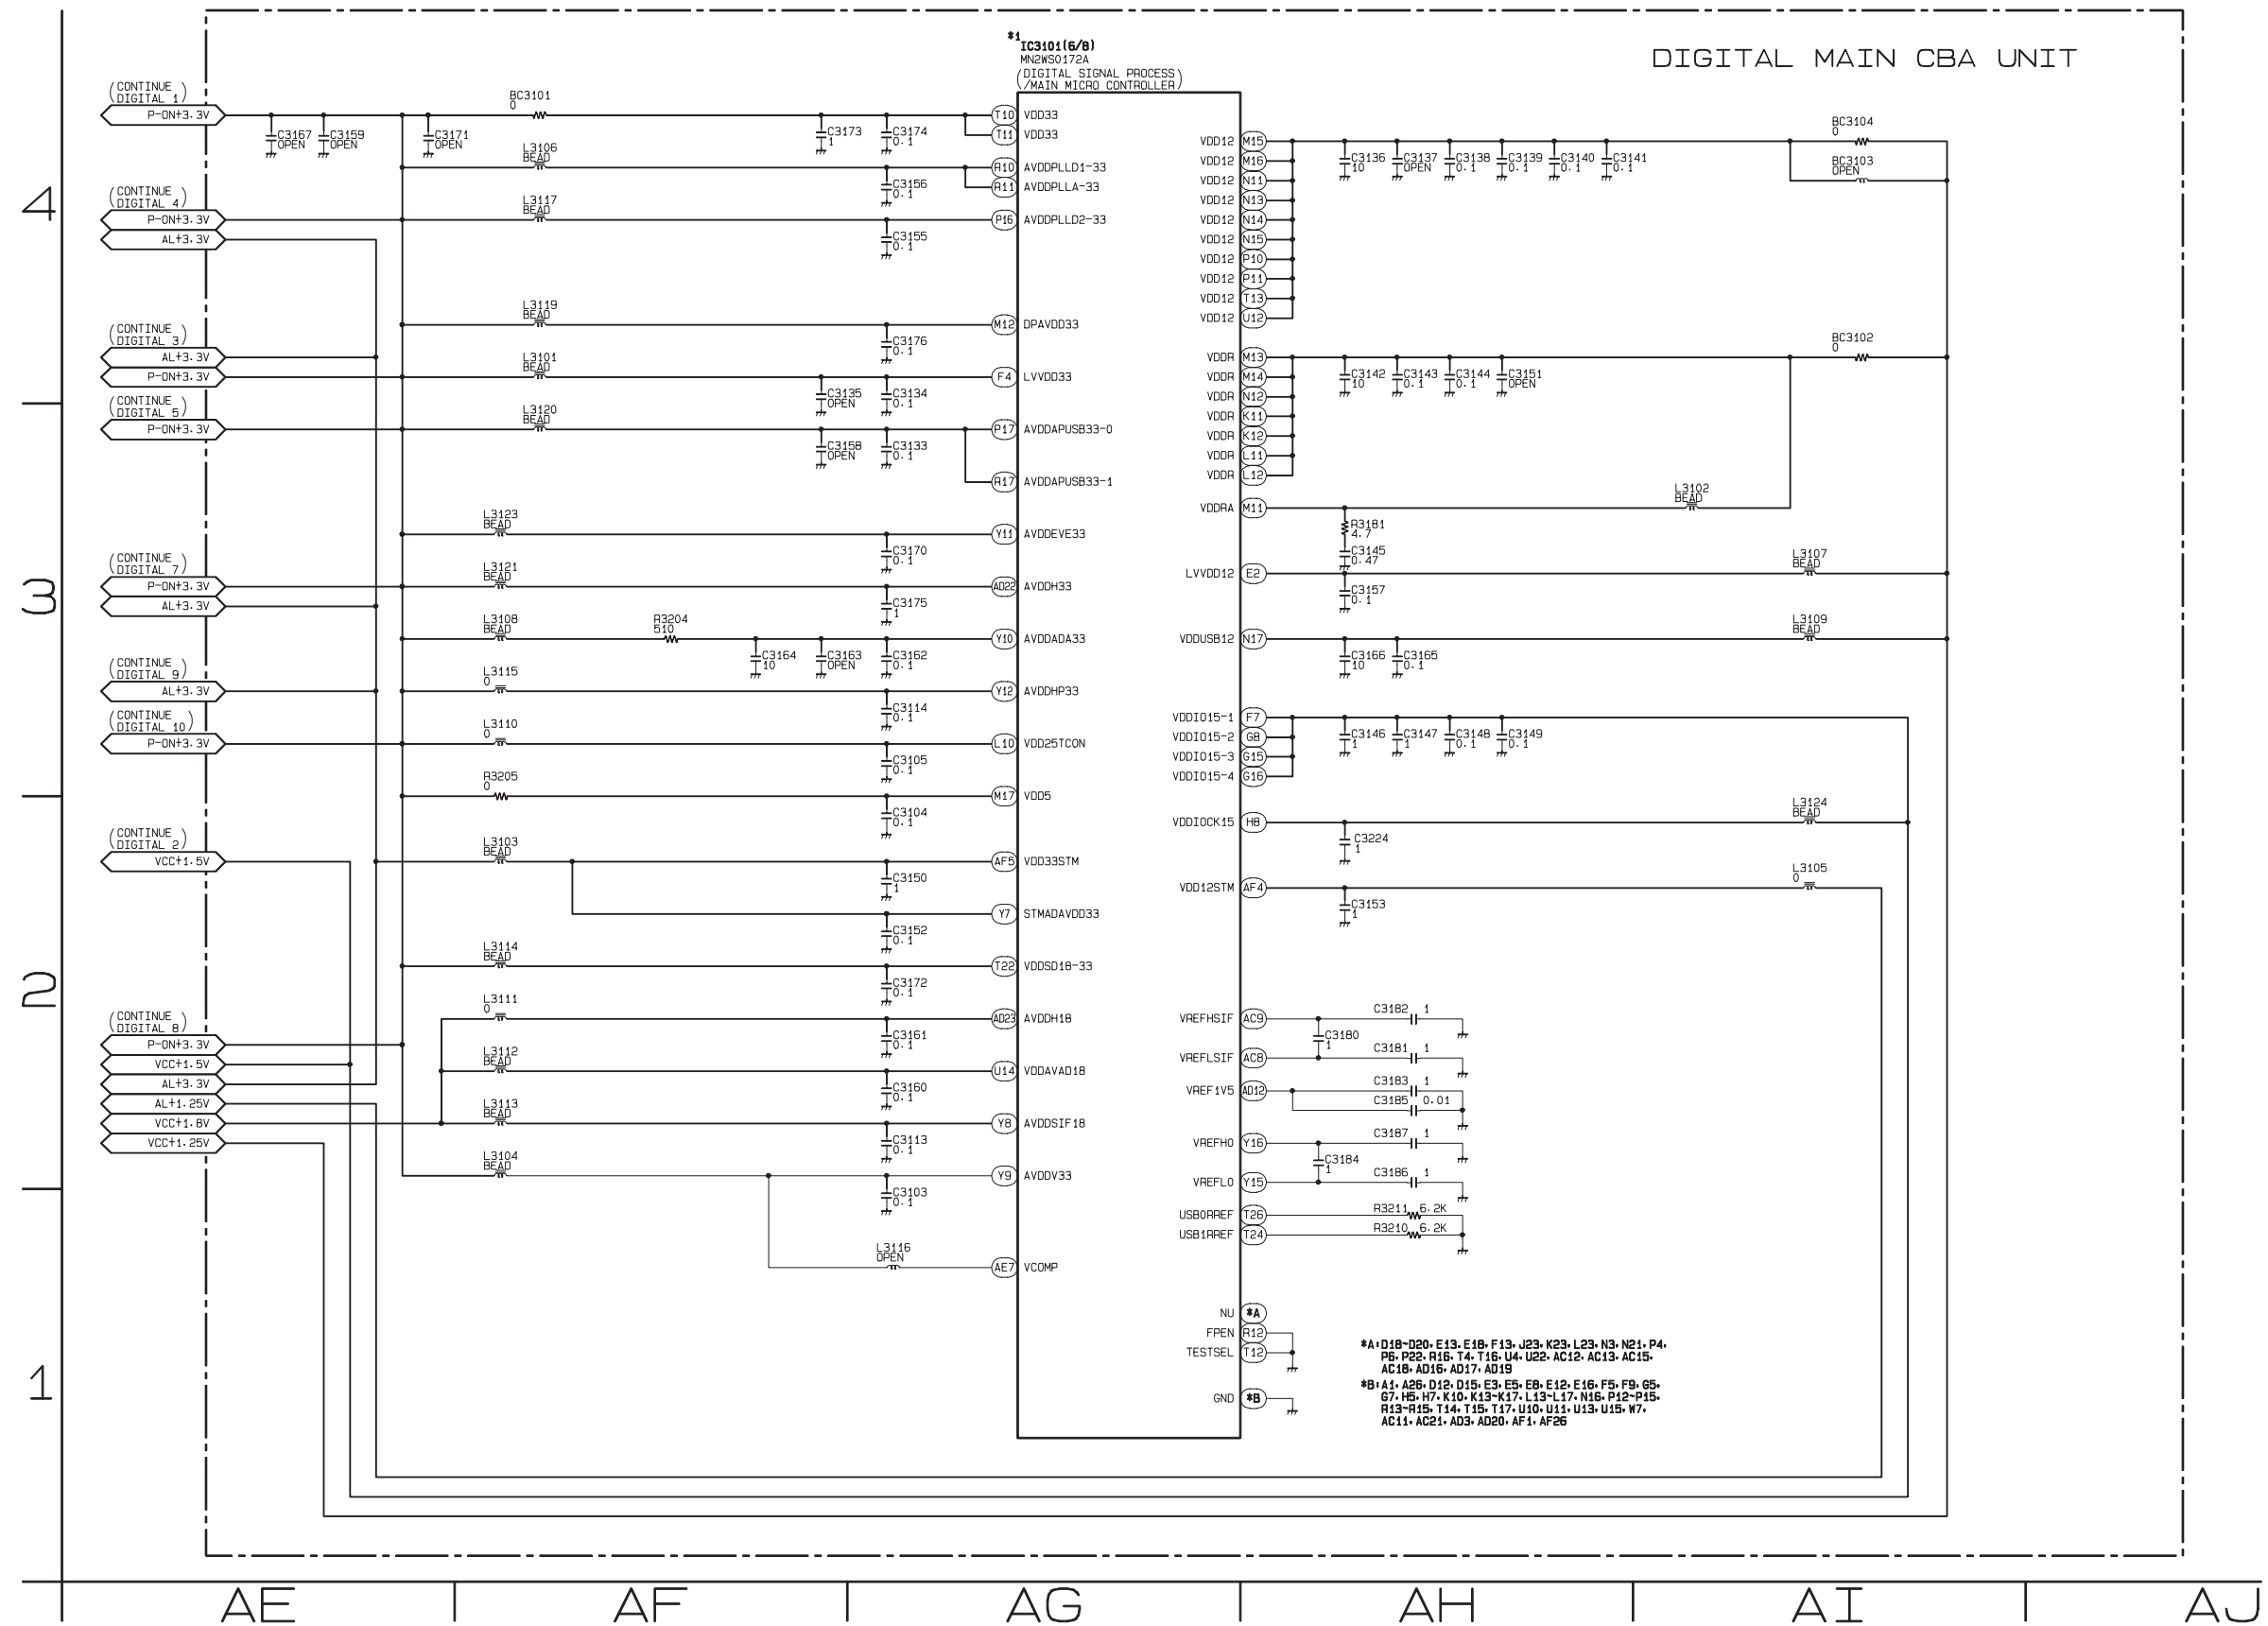 DIGITAL MAIN CBA UNIT
*1
IC3101(6/8)
MN2WS0172A
(DIGITAL SIGNAL PROCESS)
(/MAIN MICRO CONTROLLER)
4
3
2
1
(CONTINUE
DIGITAL 1)
P-ON+3.3V
(CONTINUE
DIGITAL 4)
P-ON+3.3V
AL+3.3V
(CONTINUE
DIGITAL 3)
AL+3.3V
P-ON+3.3V
(CONTINUE
DIGITAL 5)
P-ON+3.3V
(CONTINUE
DIGITAL 7)
P-ON+3.3V
AL+3.3V
(CONTINUE
DIGITAL 9)
AL+3.3V
(CONTINUE
DIGITAL 10)
P-ON+3.3V
(CONTINUE
DIGITAL 2)
VCC+1.5V
(CONTINUE
DIGITAL 8)
P-ON+3.3V
VCC+1.5V
AL+3.3V
AL+1.25V
VCC+1.8V
VCC+1.25V
C3167
OPEN
C3159
OPEN
C3171
OPEN
BC3101
0
C3173
1
C3174
0.1
T10 VDD33
T11 VDD33
L3106
BEAD
C3156
0.1
R10 AVDDPLLD1-33
R11 AVDDPLLA-33
L3117
BEAD
C3155
0.1
P16 AVDDPLLD2-33
L3119
BEAD
C3176
0.1
M12 DPAVDD33
L3101
BEAD
C3135
OPEN
C3134
0.1
F4 LVVDD33
L3120
BEAD
C3158
OPEN
C3133
0.1
P17 AVDDAPUSB33-0
R17 AVDDAPUSB33-1
L3123
BEAD
C3170
0.1
Y11 AVDDEVE33
L3121
BEAD
C3175
1
AD22 AVDDH33
L3108
BEAD
R3204
510
C3164
10
C3163
OPEN
C3162
0.1
Y10 AVDDADA33
L3115
0
C3114
0.1
Y12 AVDDHP33
L3110
0
C3105
0.1
L10 VDD25TCON
R3205
0
C3104
0.1
M17 VDD5
L3103
BEAD
C3150
1
AF5 VDD33STM
C3152
0.1
Y7 STMADAVDD33
L3114
BEAD
C3172
0.1
T22 VDDSD18-33
L3111
0
C3161
0.1
AD23 AVDDH18
L3112
BEAD
C3160
0.1
U14 VDDAVAD18
L3113
BEAD
C3113
0.1
Y8 AVDDSIF18
L3104
BEAD
C3103
0.1
Y9 AVDDV33
L3116
OPEN
AE7 VCOMP
VDD12 M15
VDD12 M16
VDD12 N11
VDD12 N13
VDD12 N14
VDD12 N15
VDD12 P10
VDD12 P11
VDD12 T13
VDD12 U12
C3136
10
C3137
OPEN
C3138
0.1
C3139
0.1
C3140
0.1
C3141
0.1
BC3104
0
BC3103
OPEN
VDDR M13
VDDR M14
VDDR N12
VDDR K11
VDDR K12
VDDR L11
VDDR L12
C3142
10
C3143
0.1
C3144
0.1
C3151
OPEN
BC3102
0
VDDRA M11
L3102
BEAD
R3181
4.7
C3145
0.47
LVVDD12 E2
C3157
0.1
L3107
BEAD
VDDUSB12 N17
C3166
10
C3165
0.1
L3109
BEAD
VDDIO15-1 F7
VDDIO15-2 G8
VDDIO15-3 G15
VDDIO15-4 G16
C3146
1
C3147
1
C3148
0.1
C3149
0.1
VDDIOCK15 H8
C3224
1
L3124
BEAD
VDD12STM AF4
C3153
1
L3105
0
VREFHSIF AC9
C3182 1
C3180
1
VREFLSIF AC8
C3181 1
VREF1V5 AD12
C3183 1
C3185 0.01
VREFH0 Y16
C3187 1
C3184
1
VREFL0 Y15
C3186 1
USB0RREF T26
R3211 6.2K
USB1RREF T24
R3210 6.2K
NU *A
FPEN R12
TESTSEL T12
GND *B
*A:D18~D20, E13, E18, F13, J23, K23, L23, N3, N21, P4,
P6, P22, R16, T4, T16, U4, U22, AC12, AC13, AC15,
AC18, AD16, AD17, AD19
*B:A1, A26, D12, D15, E3, E5, E8, E12, E16, F5, F9, G5,
G7, H5, H7, K10, K13~K17, L13~L17, N16, P12~P15,
R13~R15, T14, T15, T17, U10, U11, U13, U15, W7,
AC11, AC21, AD3, AD20, AF1, AF26
AE AF AG AH AI AJ